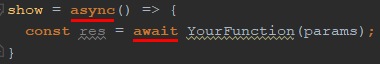 show = async() => {
const res = await YourFunction(params);
}